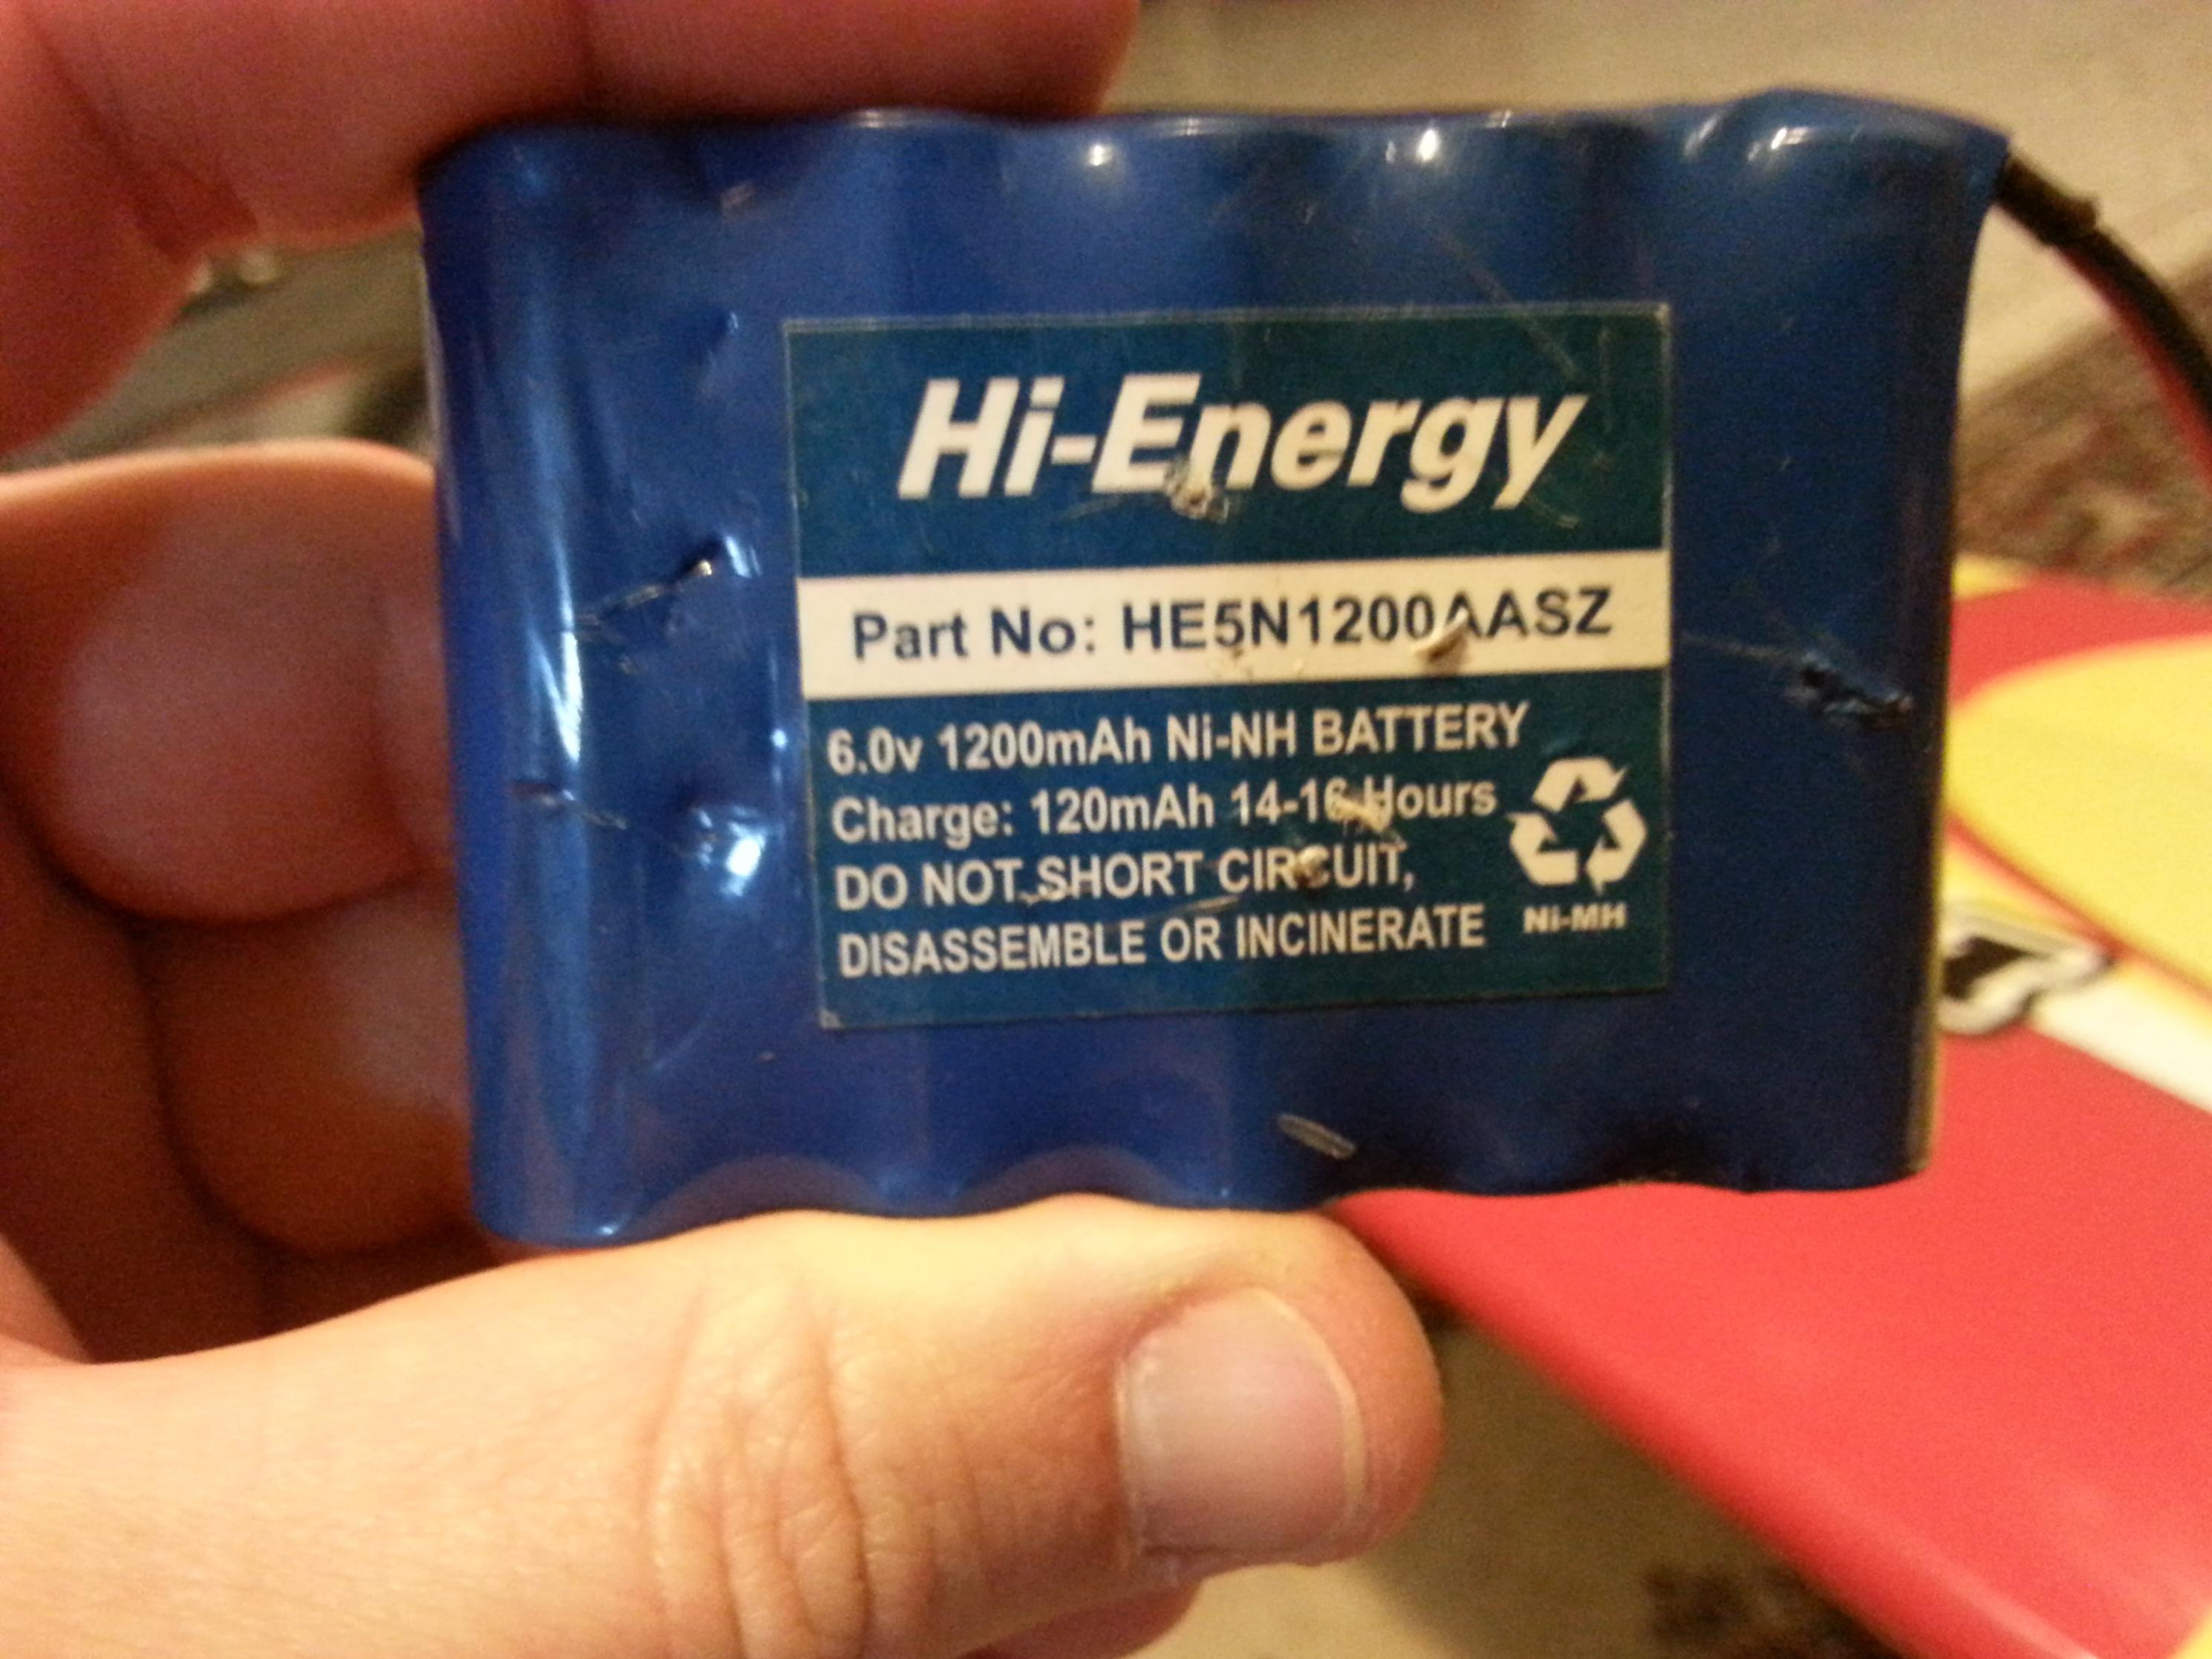 Hi-Energy
Part No: HE5N1200AASZ
6.0v 1200mAh Ni-NH BATTERY
Charge: 120mAh 14-16 Hours
DO NOT SHORT CIRCUIT,
DISASSEMBLE OR INCINERATE
Ni-MH